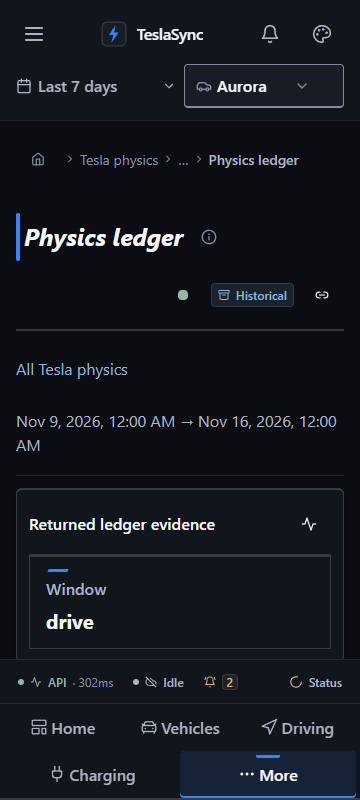 TeslaSync
Last 7 days
Aurora
Tesla physics
...
Physics ledger
Physics ledger
Historical
All Tesla physics
Nov 9, 2026, 12:00 AM → Nov 16, 2026, 12:00
AM
Returned ledger evidence
Window
drive
API · 302ms
Idle
2
Status
Home
Vehicles
Driving
Charging
More